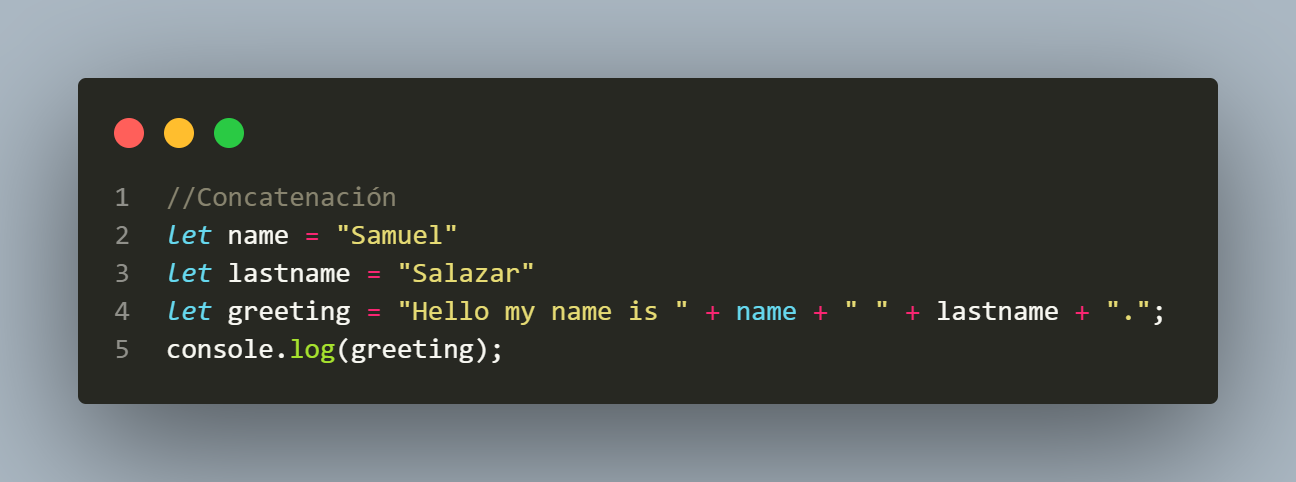 1 //Concatenación
2 let name = "Samuel"
3 let lastname = "Salazar"
4 let greeting = "Hello my name is " + name + " " + lastname + ".";
5 console.log(greeting);